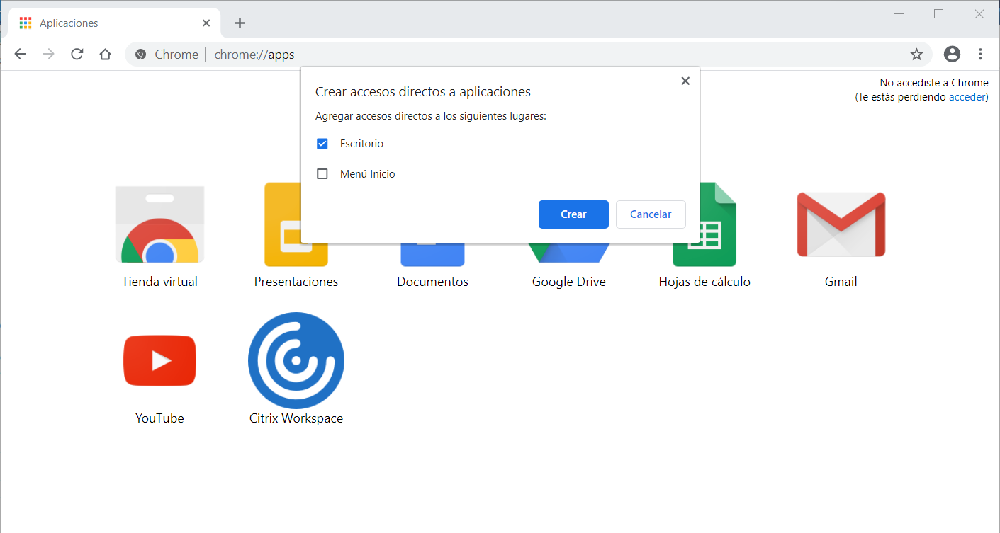 Aplicaciones
Chrome | chrome://apps
No accediste a Chrome
(Te estás perdiendo acceder)
Crear accesos directos a aplicaciones
Agregar accesos directos a los siguientes lugares:
Escritorio
Menú Inicio
Crear Cancelar
Tienda virtual Presentaciones Documentos Google Drive Hojas de cálculo Gmail
YouTube Citrix Workspace